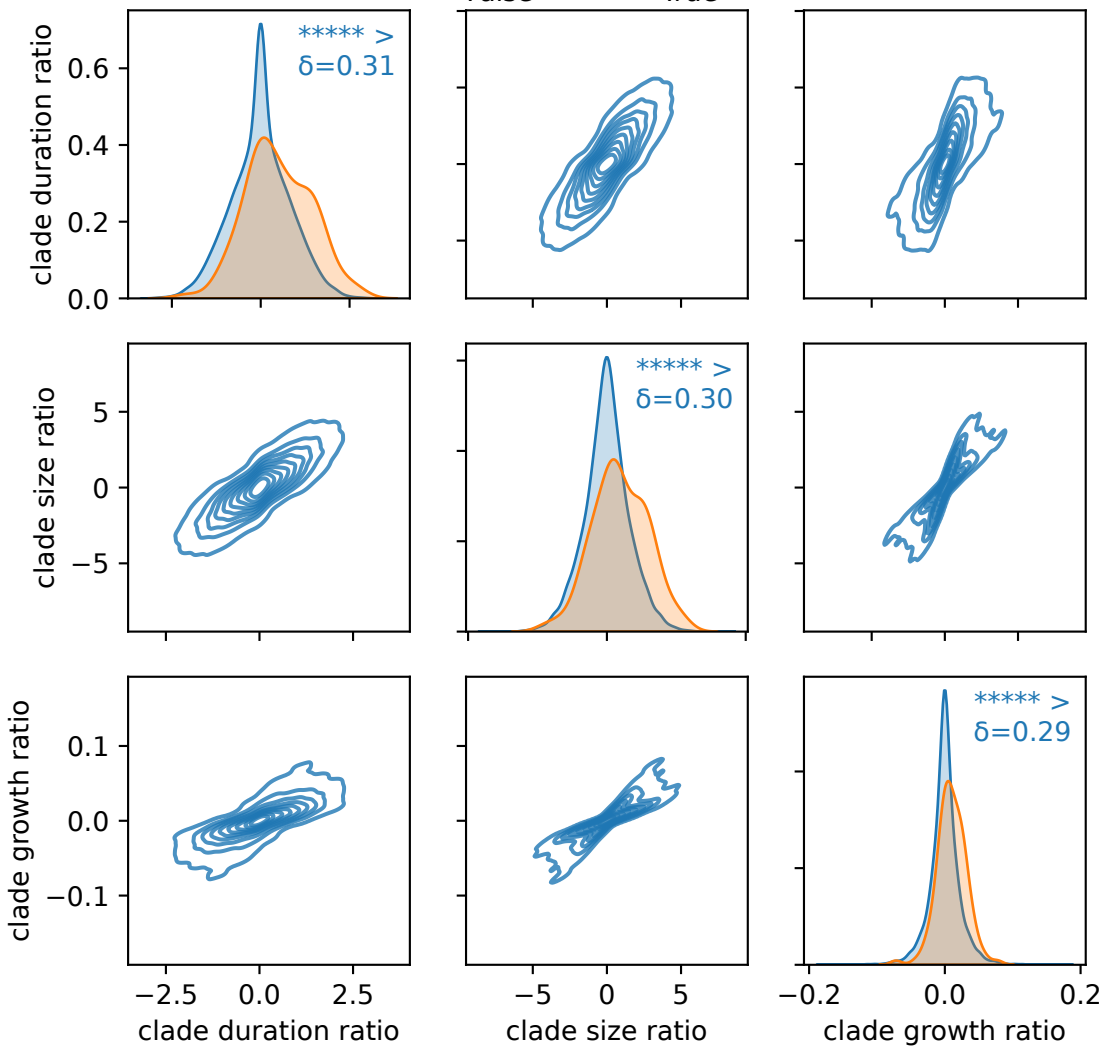 clade duration ratio
0.6
0.4
0.2
0.0
***** >
δ=0.31
clade size ratio
5
0
−5
***** >
δ=0.30
clade growth ratio
0.1
0.0
−0.1
***** >
δ=0.29
−2.5 0.0 2.5
−5 0 5
−0.2 0.0 0.2
clade duration ratio
clade size ratio
clade growth ratio